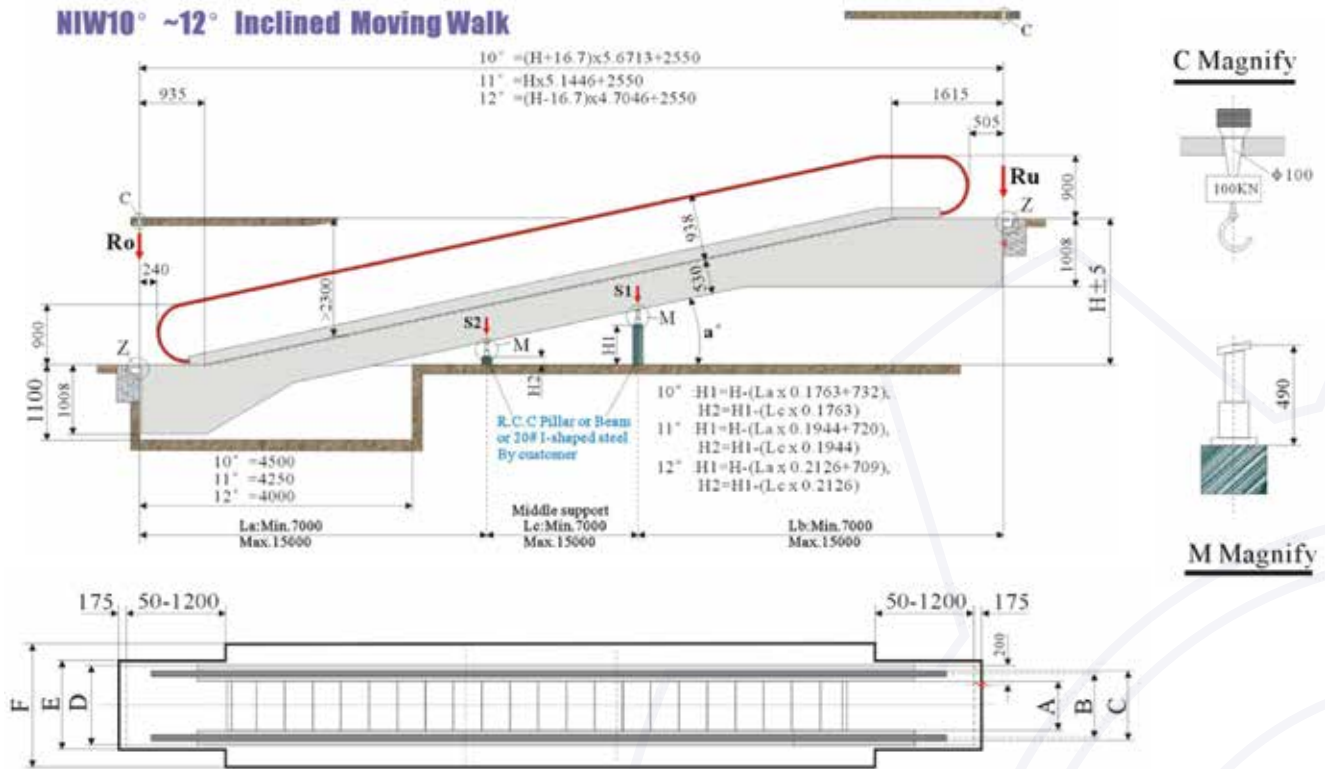 NIW10° ~12° Inclined Moving Walk
C
10° =(H+16.7)x5.6713+2550
11° =Hx5.1446+2550
12° =(H-16.7)x4.7046+2550
935
1615
505
C Magnify
Φ100
100KN
C
Ro
240
>2300
938
530
Ru
900
Z
1008
H±5
S1
S2
M
M
a°
H1
H2
900
Z
1100
1008
R.C.C Pillar or Beam
or 20# I-shaped steel
By customer
10° :H1=H-(La x 0.1763+732),
H2=H1-(Lc x 0.1763)
11° :H1=H-(La x 0.1944+720),
H2=H1-(Lc x 0.1944)
12° :H1=H-(La x 0.2126+709),
H2=H1-(Lc x 0.2126)
10° =4500
11° =4250
12° =4000
La:Min.7000
Max.15000
Middle support
Lc:Min.7000
Max.15000
Lb:Min.7000
Max.15000
490
M Magnify
175
50-1200
50-1200
175
200
F
E
D
A
B
C